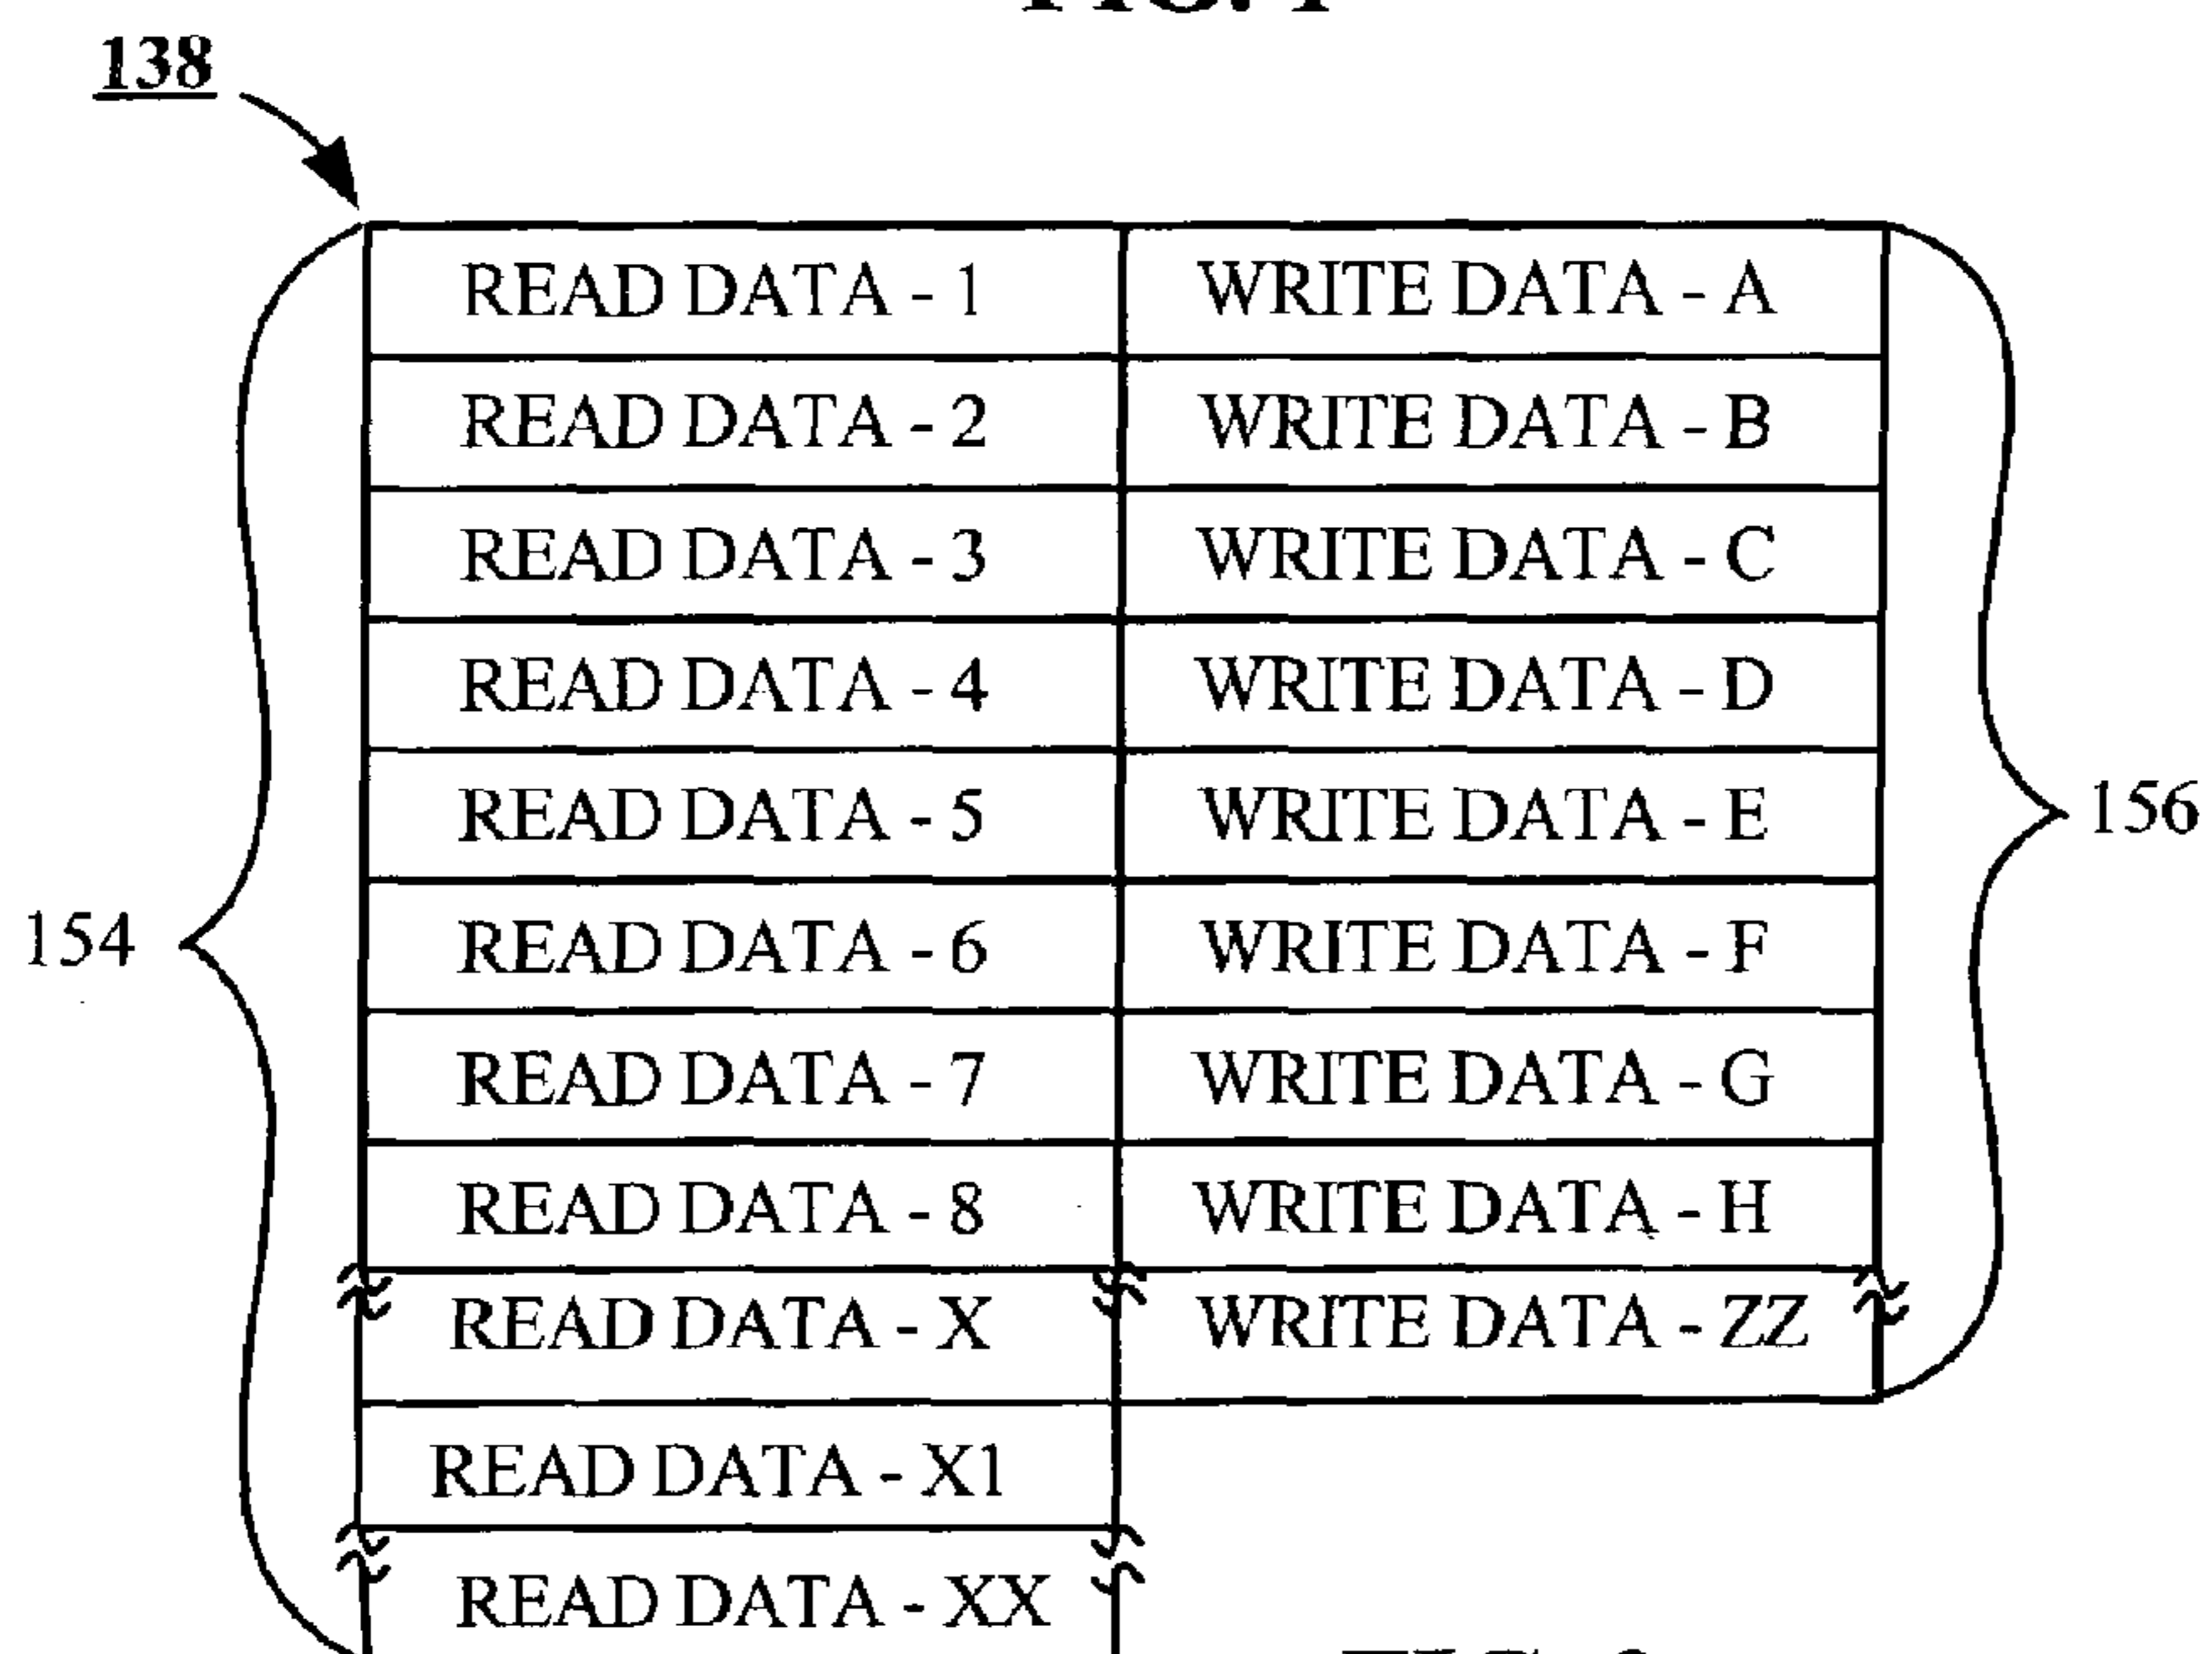 138
READ DATA - 1 WRITE DATA - A
READ DATA - 2 WRITE DATA - B
READ DATA - 3 WRITE DATA - C
READ DATA - 4 WRITE DATA - D
READ DATA - 5 WRITE DATA - E
156
READ DATA - 6 WRITE DATA - F
154
READ DATA - 7 WRITE DATA - G
READ DATA - 8 WRITE DATA - H
READ DATA - X WRITE DATA - ZZ
READ DATA - X1
READ DATA - XX